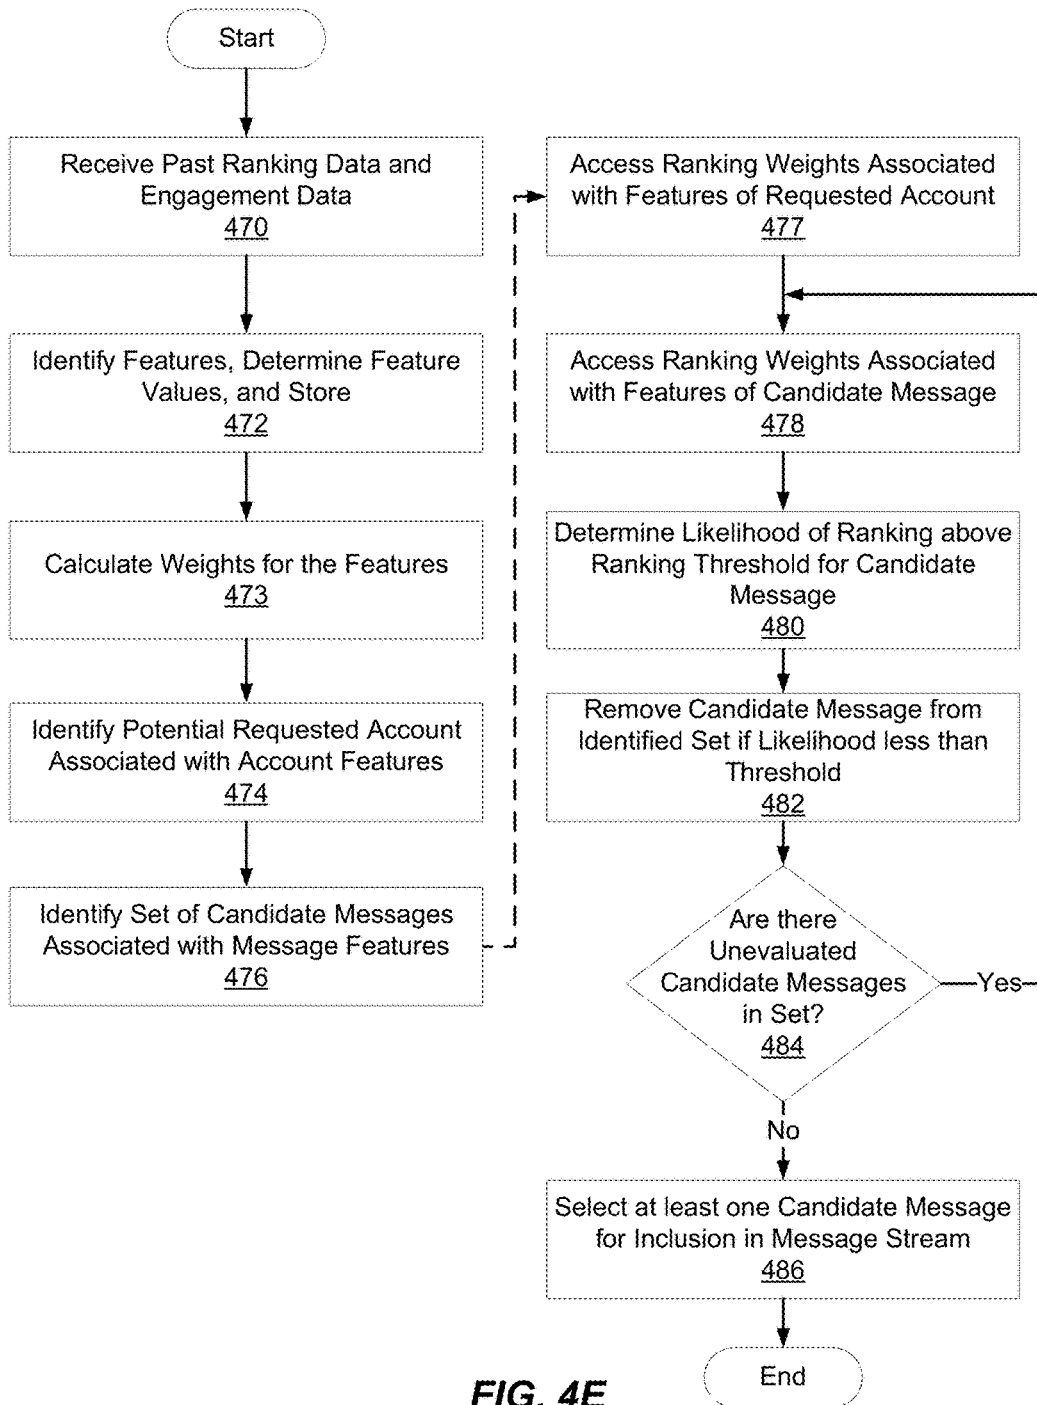 Start
Receive Past Ranking Data and
Engagement Data
470
Identify Features, Determine Feature
Values, and Store
472
Calculate Weights for the Features
473
Identify Potential Requested Account
Associated with Account Features
474
Identify Set of Candidate Messages
Associated with Message Features
476
Access Ranking Weights Associated
with Features of Requested Account
477
Access Ranking Weights Associated
with Features of Candidate Message
478
Determine Likelihood of Ranking above
Ranking Threshold for Candidate
Message
480
Remove Candidate Message from
Identified Set if Likelihood less than
Threshold
482
Are there
Unevaluated
Candidate Messages
in Set?
484
Yes
No
Select at least one Candidate Message
for Inclusion in Message Stream
486
End
FIG. 4E